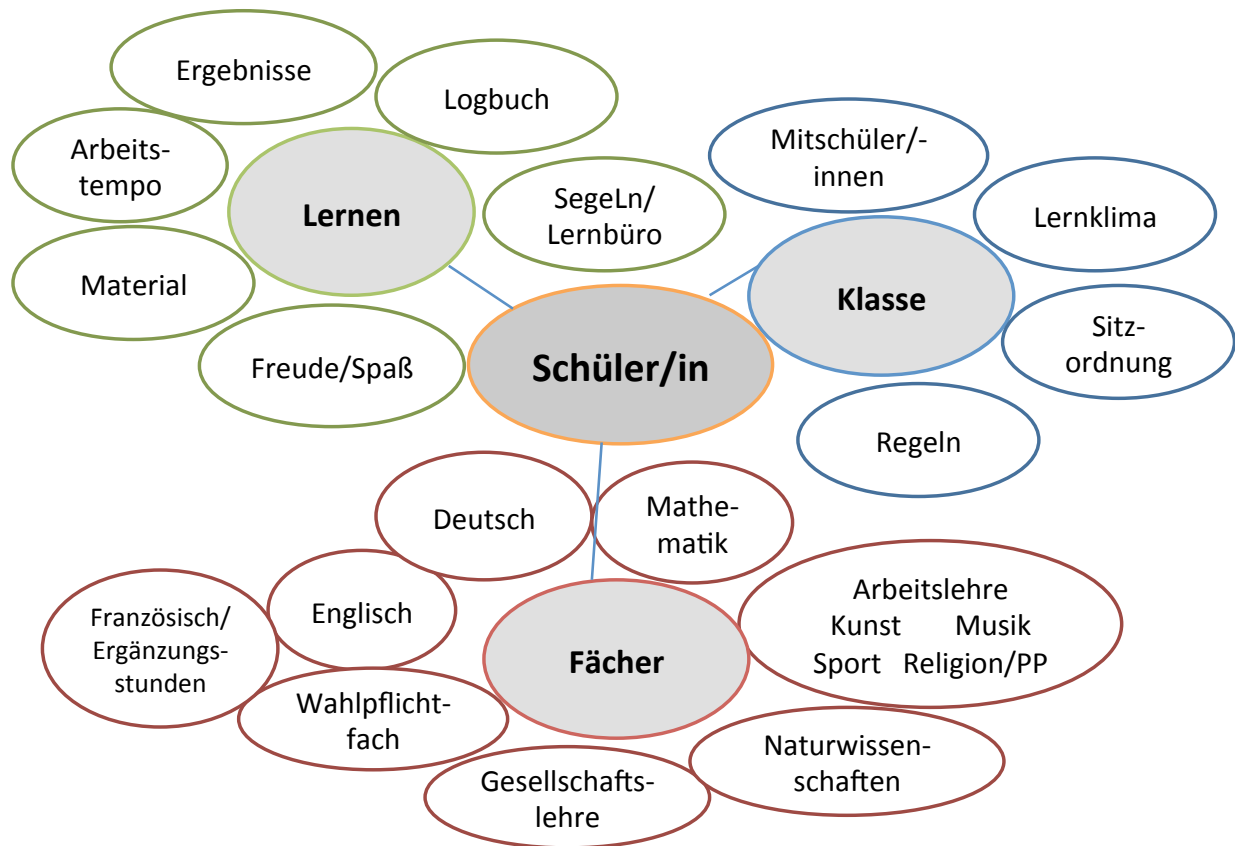 Ergebnisse
Logbuch
Arbeits-
tempo
Lernen
SegeLn/
Lernbüro
Material
Freude/Spaß
Mitschüler/-
innen
Lernklima
Klasse
Sitz-
ordnung
Regeln
Schüler/in
Deutsch
Mathe-
matik
Englisch
Französisch/
Ergänzungs-
stunden
Fächer
Arbeitslehre
Kunst Musik
Sport Religion/PP
Wahlpflicht-
fach
Gesellschafts-
lehre
Naturwissen-
schaften